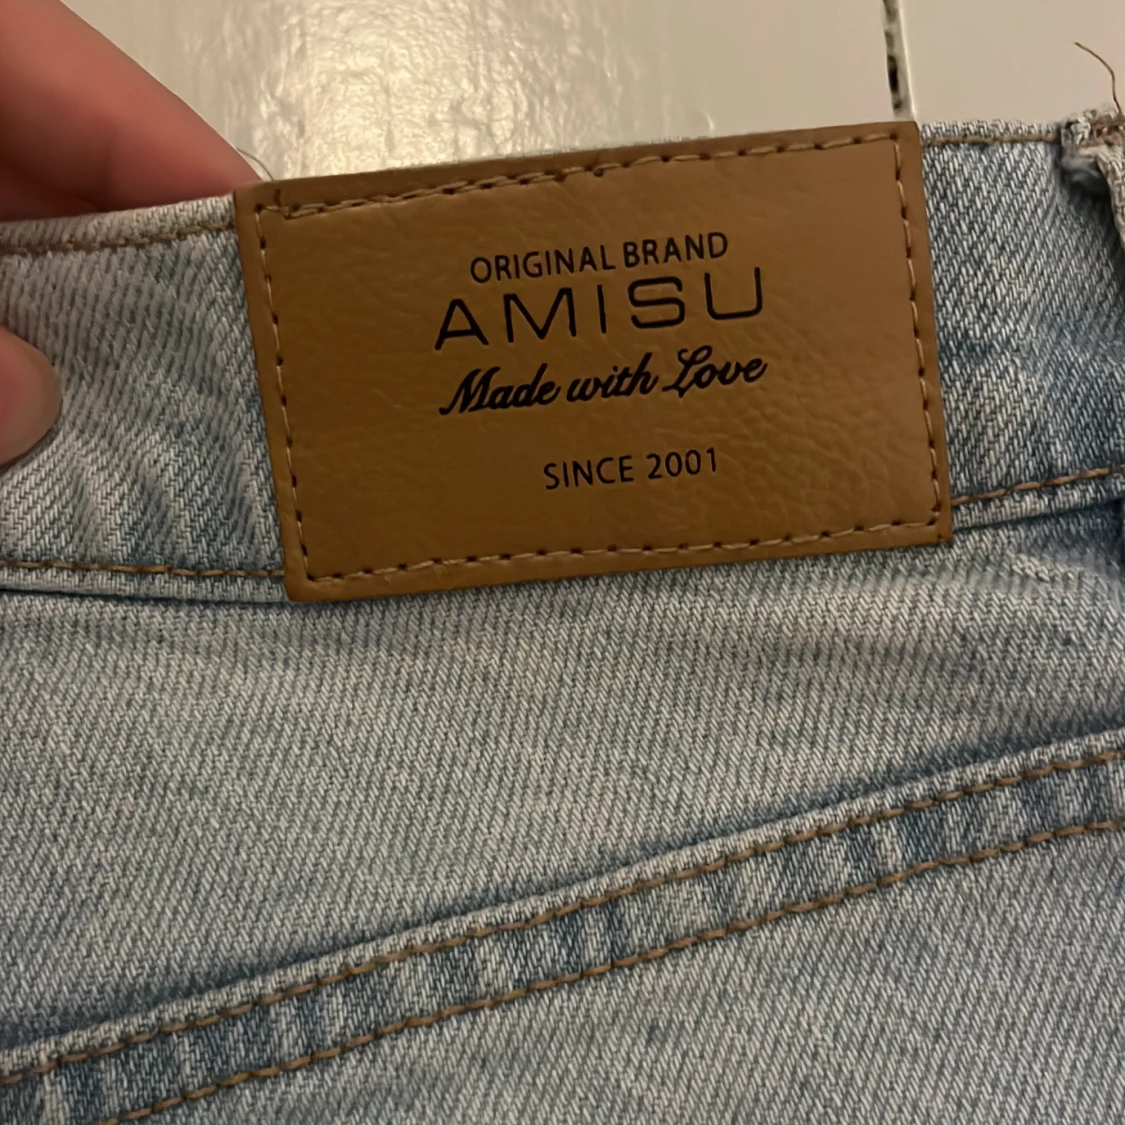 ORIGINAL BRAND
AMISU
Made with Love
SINCE 2001